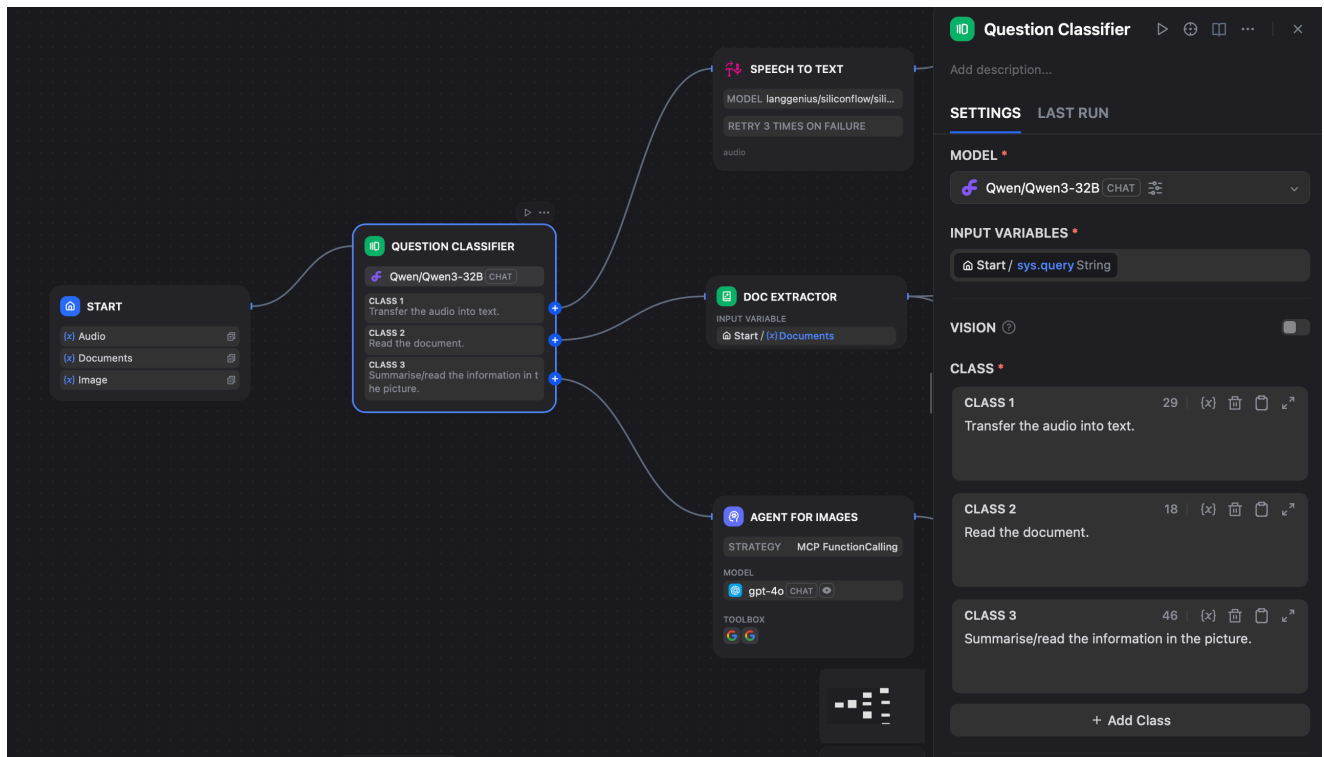 START
{x} Audio
{x} Documents
{x} Image
QUESTION CLASSIFIER
Qwen/Qwen3-32B CHAT
CLASS 1
Transfer the audio into text.
CLASS 2
Read the document.
CLASS 3
Summarise/read the information in t
he picture.
SPEECH TO TEXT
MODEL langgenius/siliconflow/sili...
RETRY 3 TIMES ON FAILURE
audio
DOC EXTRACTOR
INPUT VARIABLE
Start / {x} Documents
AGENT FOR IMAGES
STRATEGY MCP FunctionCalling
MODEL
gpt-4o CHAT
TOOLBOX
G G
Question Classifier
Add description...
SETTINGS LAST RUN
MODEL *
Qwen/Qwen3-32B CHAT
INPUT VARIABLES *
Start / sys.query String
VISION ?
CLASS *
CLASS 1 29 {x}
Transfer the audio into text.
CLASS 2 18 {x}
Read the document.
CLASS 3 46 {x}
Summarise/read the information in the picture.
+ Add Class